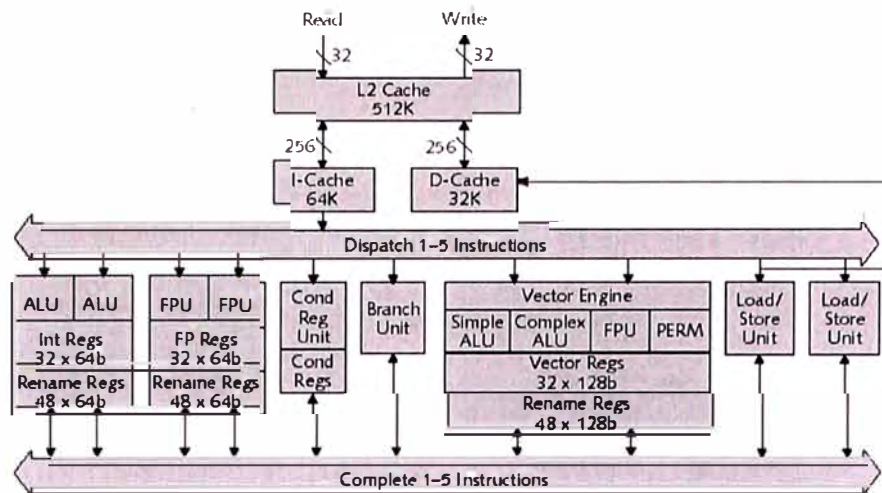 Read Write
32 32
L2 Cache
512K
256 256
I-Cache D-Cache
64K 32K
Dispatch 1–5 Instructions
ALU ALU FPU FPU
Int Regs
32 x 64b
Rename Regs
48 x 64b
FP Regs
32 x 64b
Rename Regs
48 x 64b
Cond
Reg
Unit
Cond
Regs
Branch
Unit
Vector Engine
Simple
ALU
Complex
ALU
FPU
PERM
Vector Regs
32 x 128b
Rename Regs
48 x 128b
Load/
Store
Unit
Load/
Store
Unit
Complete 1–5 Instructions